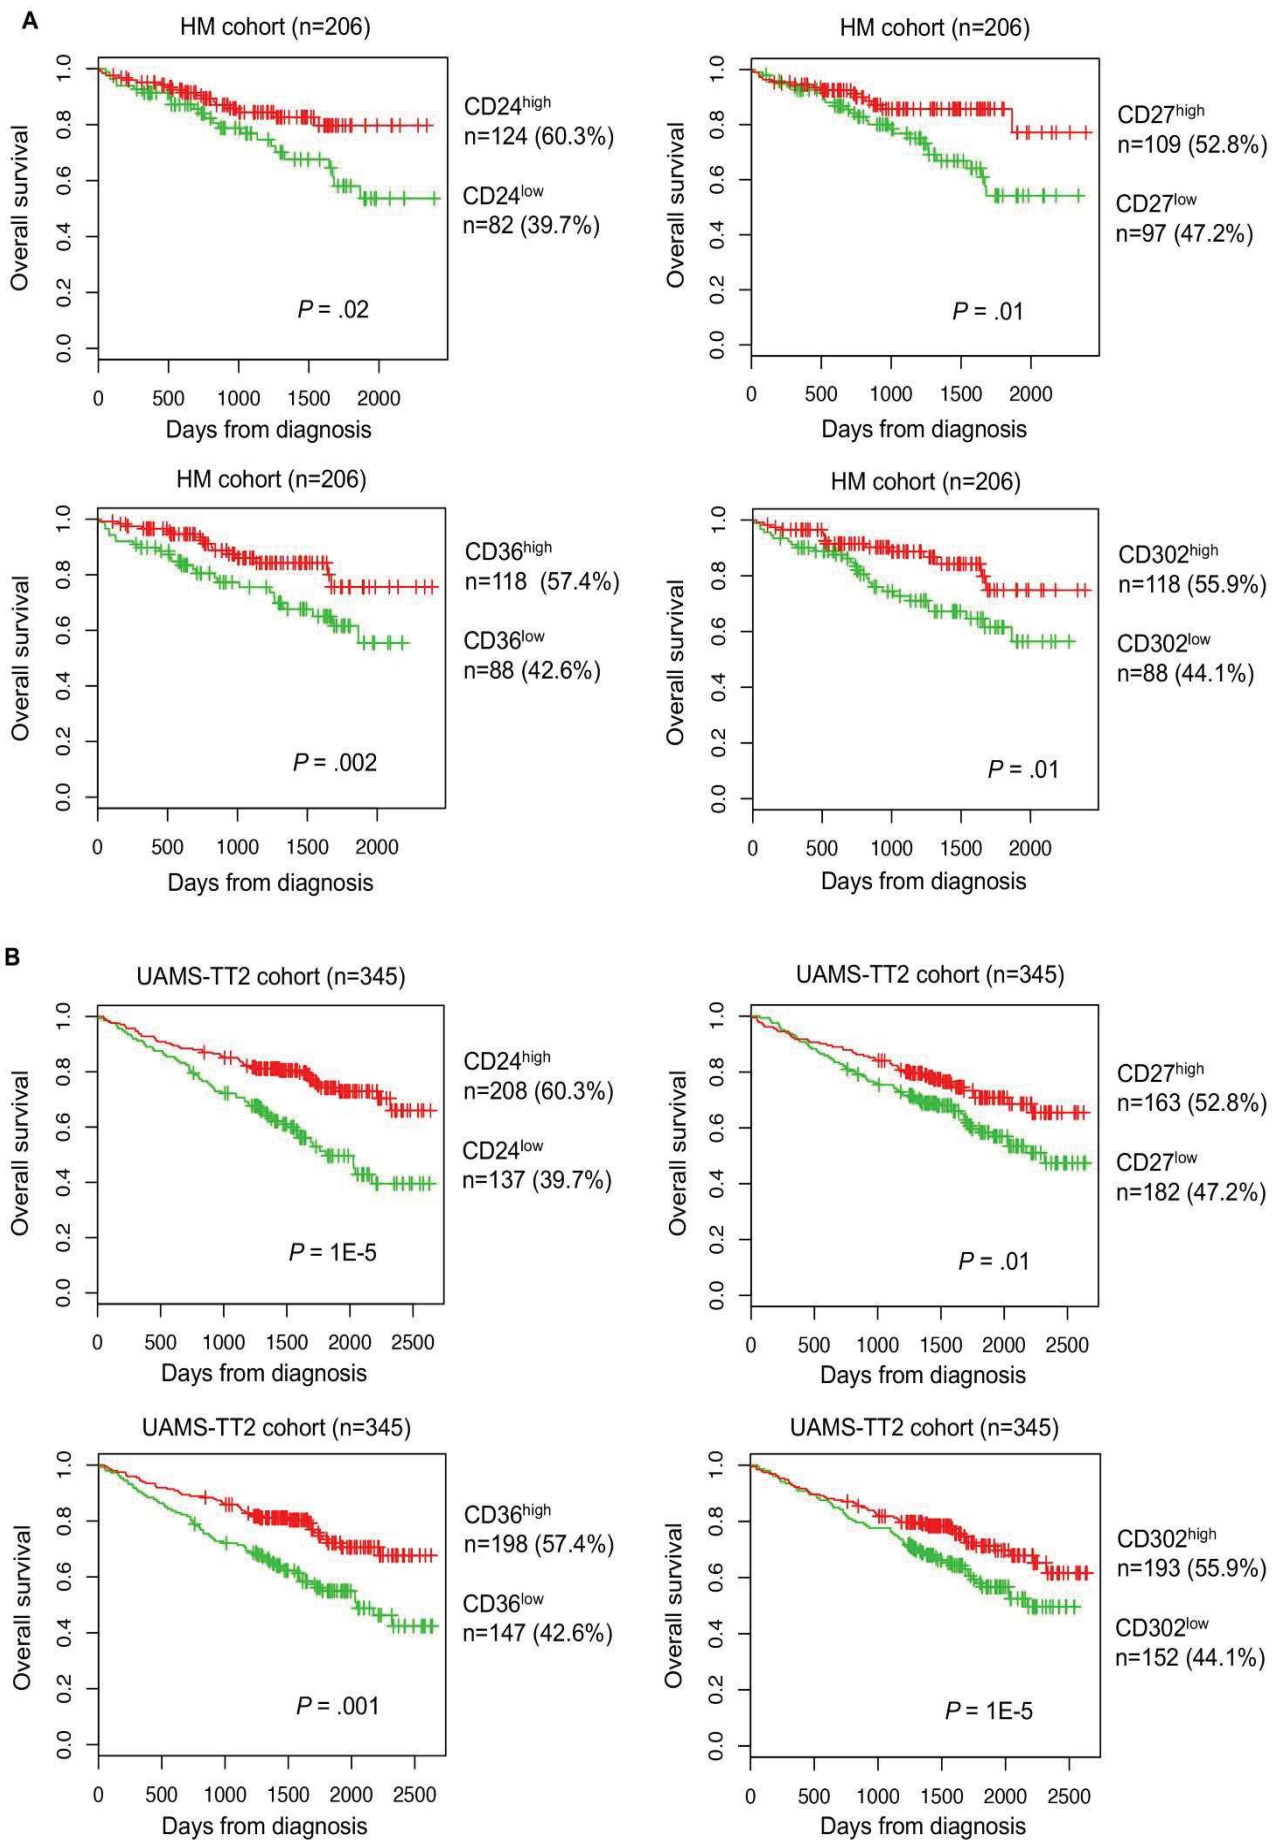 A
HM cohort (n=206)
Overall survival
1.0
0.8
0.6
0.4
0.2
0.0
CD24high
n=124 (60.3%)
CD24low
n=82 (39.7%)
P = .02
0 500 1000 1500 2000
Days from diagnosis
HM cohort (n=206)
Overall survival
1.0
0.8
0.6
0.4
0.2
0.0
CD27high
n=109 (52.8%)
CD27low
n=97 (47.2%)
P = .01
0 500 1000 1500 2000
Days from diagnosis
HM cohort (n=206)
Overall survival
1.0
0.8
0.6
0.4
0.2
0.0
CD36high
n=118 (57.4%)
CD36low
n=88 (42.6%)
P = .002
0 500 1000 1500 2000
Days from diagnosis
HM cohort (n=206)
Overall survival
1.0
0.8
0.6
0.4
0.2
0.0
CD302high
n=118 (55.9%)
CD302low
n=88 (44.1%)
P = .01
0 500 1000 1500 2000
Days from diagnosis
B
UAMS-TT2 cohort (n=345)
Overall survival
1.0
0.8
0.6
0.4
0.2
0.0
CD24high
n=208 (60.3%)
CD24low
n=137 (39.7%)
P = 1E-5
0 500 1000 1500 2000 2500
Days from diagnosis
UAMS-TT2 cohort (n=345)
Overall survival
1.0
0.8
0.6
0.4
0.2
0.0
CD27high
n=163 (52.8%)
CD27low
n=182 (47.2%)
P = .01
0 500 1000 1500 2000 2500
Days from diagnosis
UAMS-TT2 cohort (n=345)
Overall survival
1.0
0.8
0.6
0.4
0.2
0.0
CD36high
n=198 (57.4%)
CD36low
n=147 (42.6%)
P = .001
0 500 1000 1500 2000 2500
Days from diagnosis
UAMS-TT2 cohort (n=345)
Overall survival
1.0
0.8
0.6
0.4
0.2
0.0
CD302high
n=193 (55.9%)
CD302low
n=152 (44.1%)
P = 1E-5
0 500 1000 1500 2000 2500
Days from diagnosis